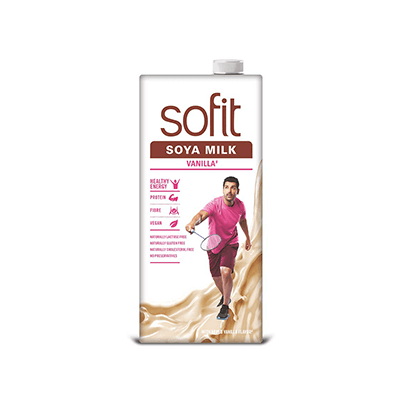 sofit
SOYA MILK
VANILLA#
HEALTHY
ENERGY
PROTEIN
FIBRE
VEGAN
NATURALLY LACTOSE FREE
NATURALLY GLUTEN FREE
NATURALLY CHOLESTEROL FREE
NO PRESERVATIVES